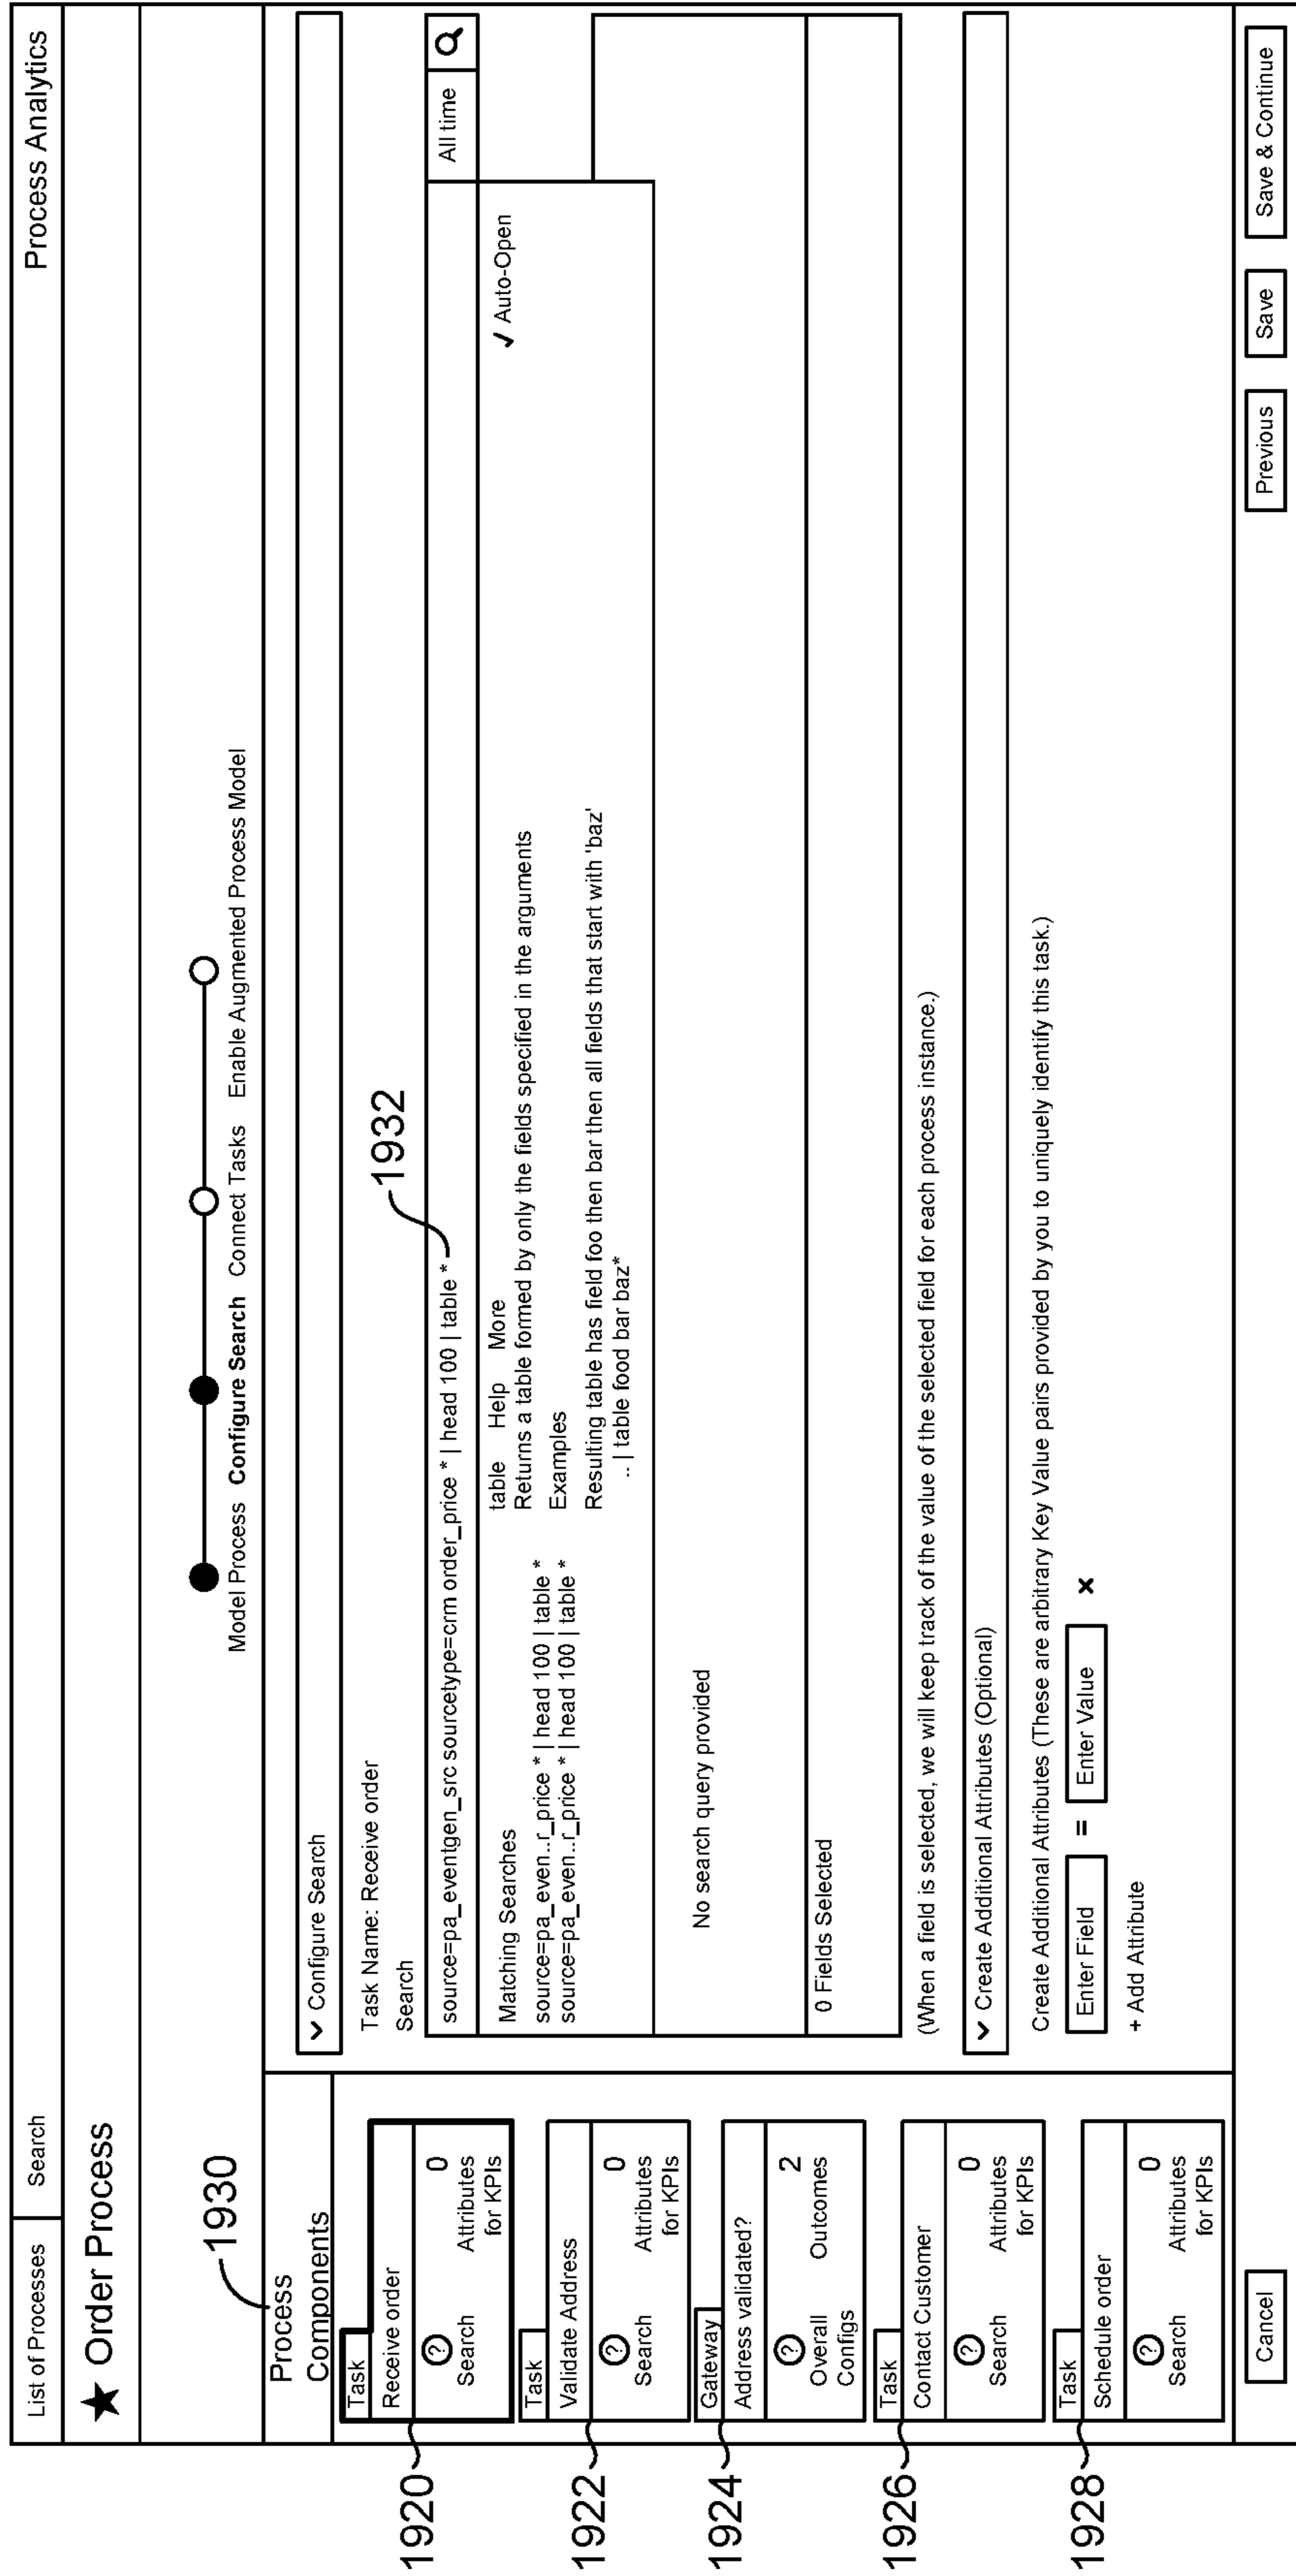 List of Processes Search Process Analytics
★ Order Process
Model Process Configure Search Connect Tasks Enable Augmented Process Model
1930
Process
Components
1920
Task
Receive order
? 0
Search Attributes
for KPIs
1922
Task
Validate Address
? 0
Search Attributes
for KPIs
1924
Gateway
Address validated?
? 2
Overall Outcomes
Configs
1926
Task
Contact Customer
? 0
Search Attributes
for KPIs
1928
Task
Schedule order
? 0
Search Attributes
for KPIs
Configure Search
Task Name: Receive order
Search
1932
source=pa_eventgen_src sourcetype=crm order_price * | head 100 | table * All time
Matching Searches
source=pa_even..r_price * | head 100 | table *
source=pa_even..r_price * | head 100 | table *
table Help More ✓ Auto-Open
Returns a table formed by only the fields specified in the arguments
Examples
Resulting table has field foo then bar then all fields that start with 'baz'
.. | table food bar baz*
No search query provided
0 Fields Selected
(When a field is selected, we will keep track of the value of the selected field for each process instance.)
Create Additional Attributes (Optional)
Create Additional Attributes (These are arbitrary Key Value pairs provided by you to uniquely identify this task.)
Enter Field = Enter Value ×
+ Add Attribute
Cancel Previous Save Save & Continue